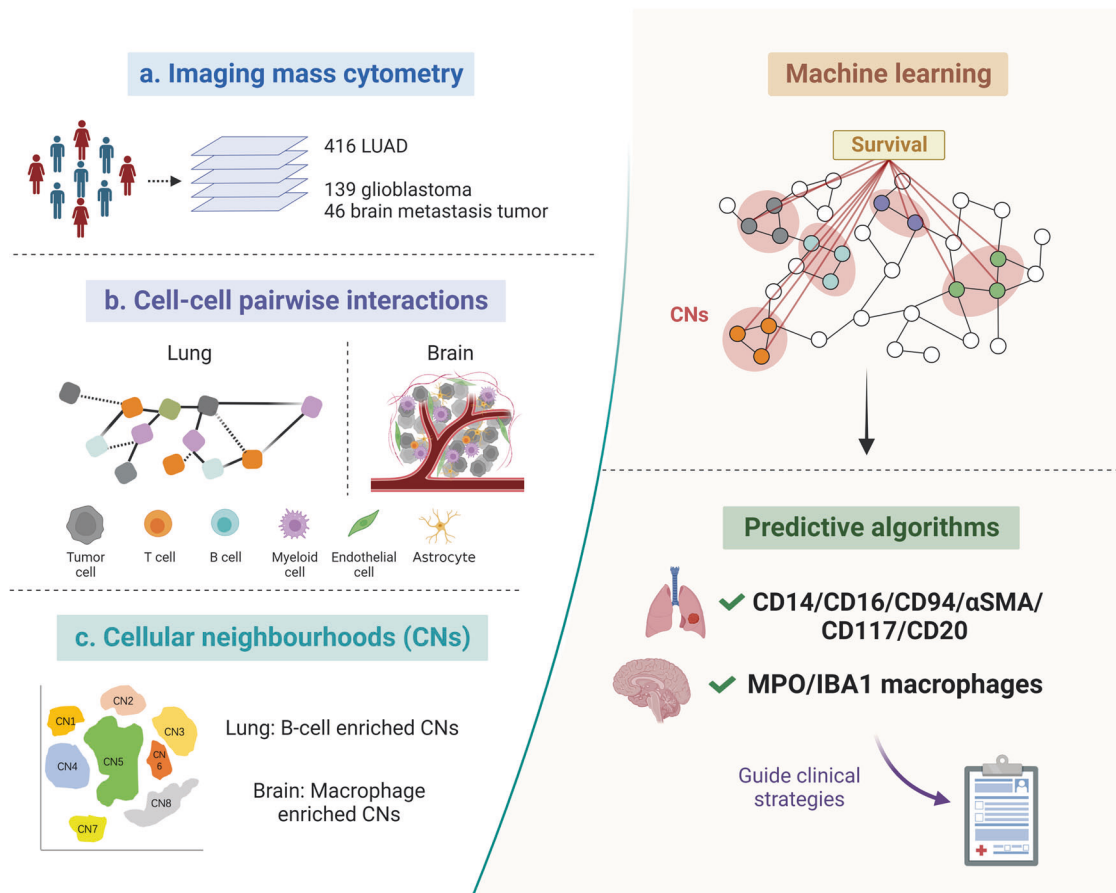 a. Imaging mass cytometry
416 LUAD
139 glioblastoma
46 brain metastasis tumor
b. Cell-cell pairwise interactions
Lung
Brain
Tumor
cell
T cell
B cell
Myeloid
cell
Endothelial
cell
Astrocyte
c. Cellular neighbourhoods (CNs)
CN1
CN2
CN3
CN4
CN5
CN
6
CN8
CN7
Lung: B-cell enriched CNs
Brain: Macrophage
enriched CNs
Machine learning
Survival
CNs
Predictive algorithms
CD14/CD16/CD94/αSMA/
CD117/CD20
MPO/IBA1 macrophages
Guide clinical
strategies